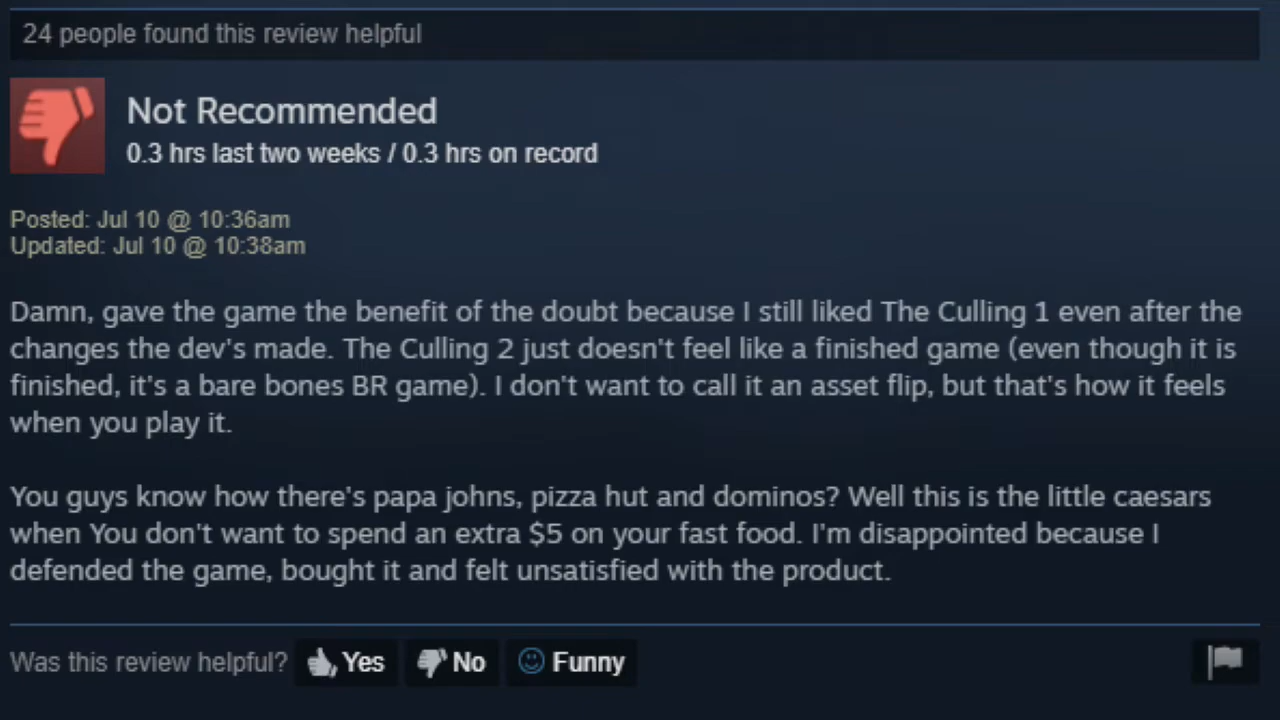 24 people found this review helpful
Not Recommended
0.3 hrs last two weeks / 0.3 hrs on record
Posted: Jul 10 @ 10:36am
Updated: Jul 10 @ 10:38am
Damn, gave the game the benefit of the doubt because I still liked The Culling 1 even after the
changes the dev's made. The Culling 2 just doesn't feel like a finished game (even though it is
finished, it's a bare bones BR game). I don't want to call it an asset flip, but that's how it feels
when you play it.
You guys know how there's papa johns, pizza hut and dominos? Well this is the little caesars
when You don't want to spend an extra $5 on your fast food. I'm disappointed because I
defended the game, bought it and felt unsatisfied with the product.
Was this review helpful? Yes No Funny